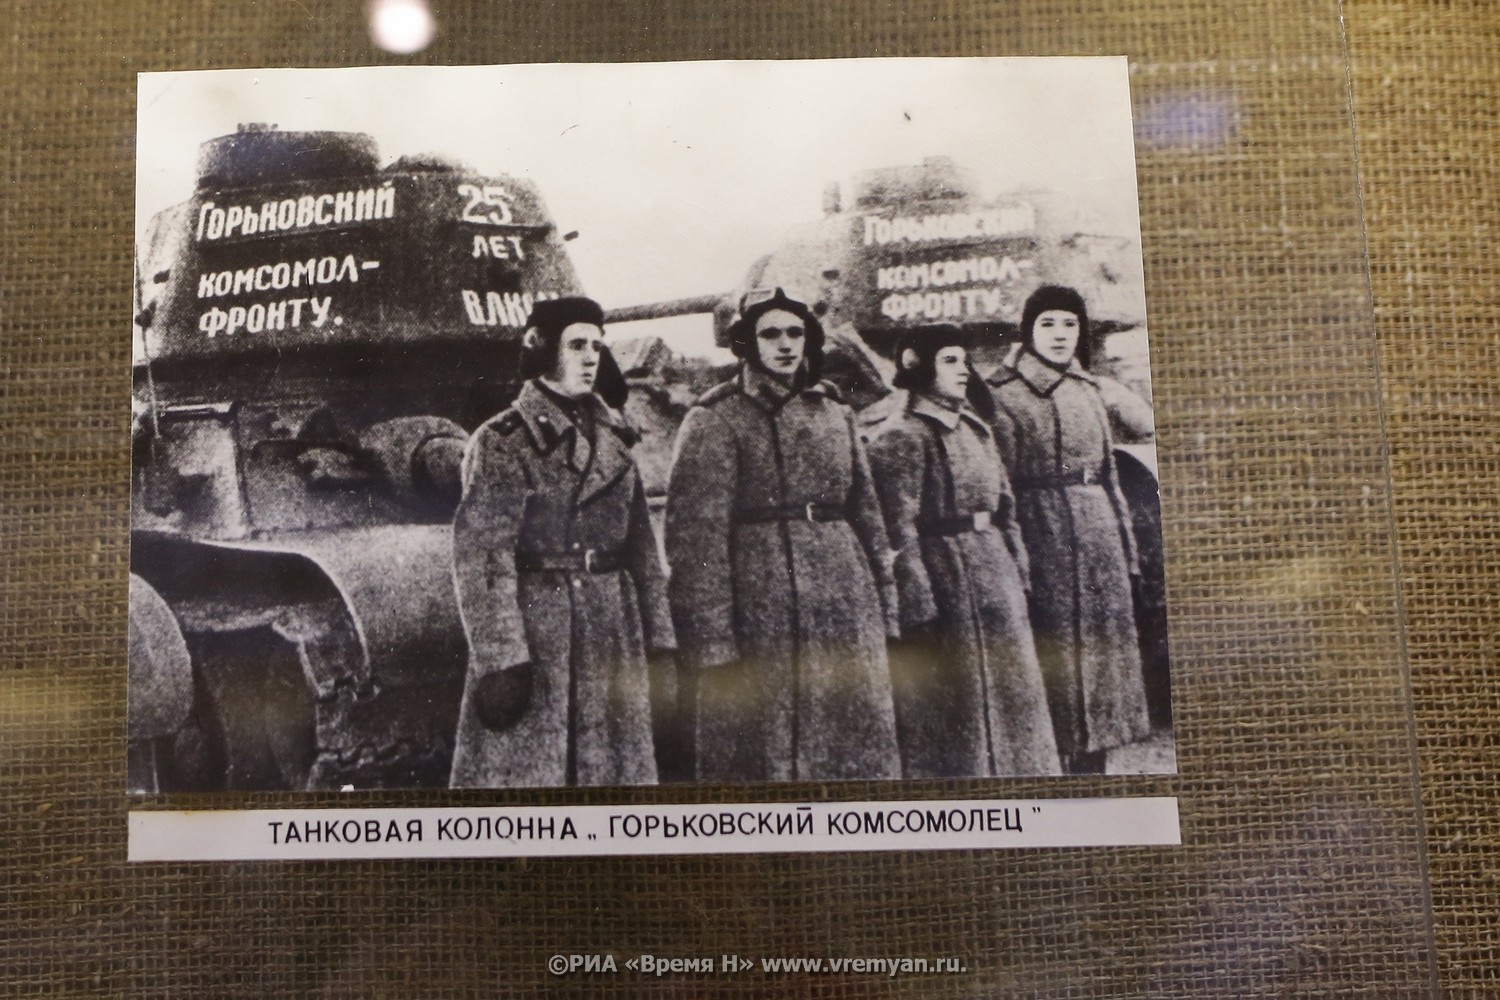 ГОРЬКОВСКИЙ
КОМСОМОЛ-
ФРОНТУ.
25
ЛЕТ
ГОРЬКОВСКИЙ
КОМСОМОЛ-
ФРОНТУ.
ТАНКОВАЯ КОЛОННА „ ГОРЬКОВСКИЙ КОМСОМОЛЕЦ ”
©РИА «Время Н» www.vremyan.ru.